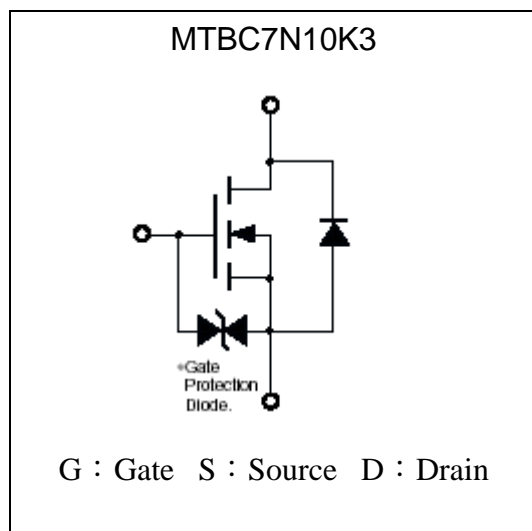 MTBC7N10K3
*Gate
Protection
Diode.
G：Gate S：Source D：Drain